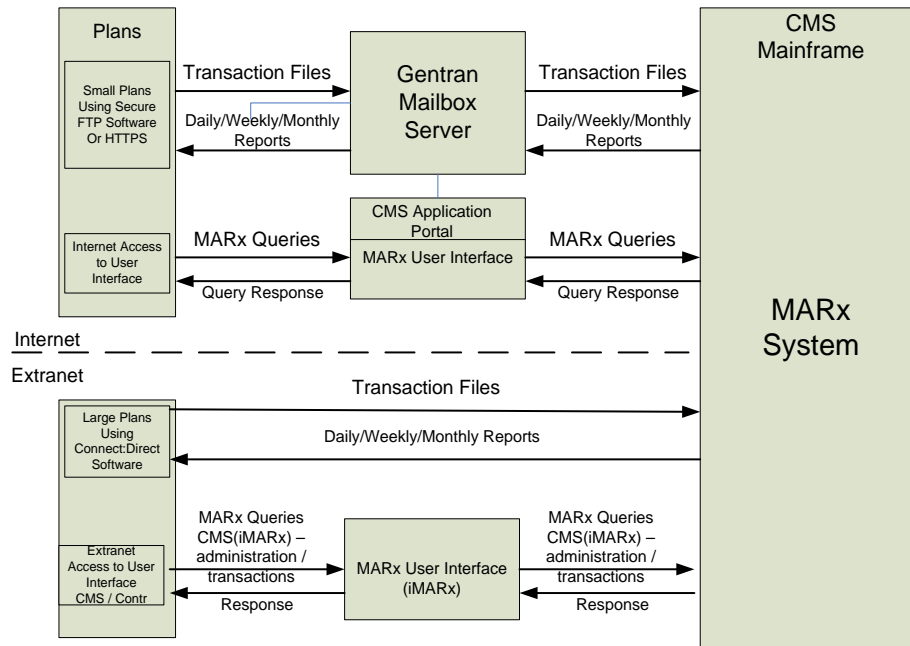 Plans
Small Plans
Using Secure
FTP Software
Or HTTPS
Transaction Files
Daily/Weekly/Monthly
Reports
Gentran
Mailbox
Server
Transaction Files
Daily/Weekly/Monthly
Reports
CMS
Mainframe
Internet Access
to User
Interface
MARx Queries
Query Response
CMS Application
Portal
MARx User Interface
MARx Queries
Query Response
MARx
System
Internet
Extranet
Large Plans
Using
Connect:Direct
Software
Transaction Files
Daily/Weekly/Monthly Reports
Extranet
Access to User
Interface
CMS / Contr
MARx Queries
CMS(iMARx) –
administration /
transactions
Response
MARx User Interface
(iMARx)
MARx Queries
CMS(iMARx) –
administration /
transactions
Response